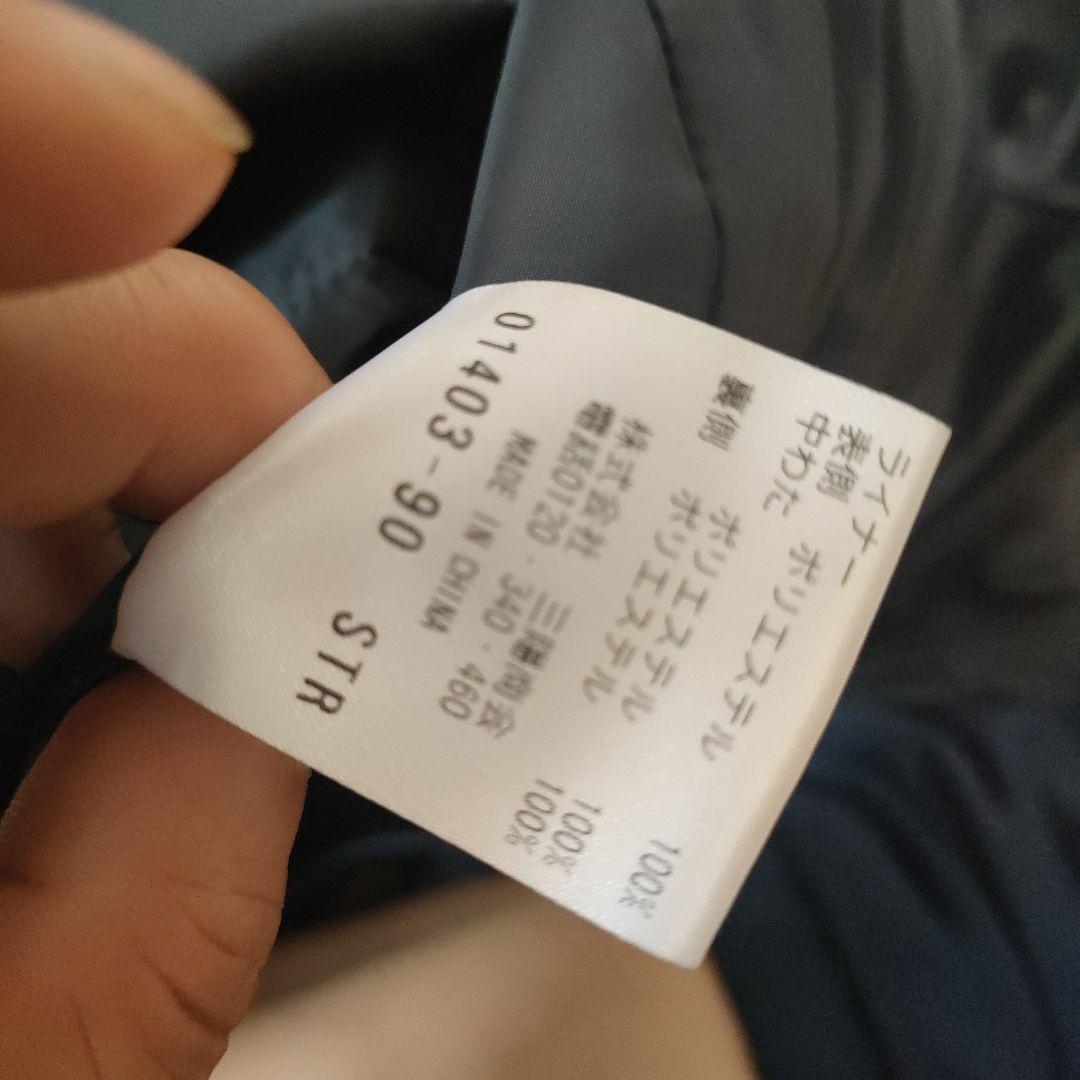 ライナー
表側 ポリエステル 100%
中わた ポリエステル 100%
裏側 ポリエステル 100%
株式会社 三陽商会
電話0120・340・460
MADE IN CHINA
01403-90 STR